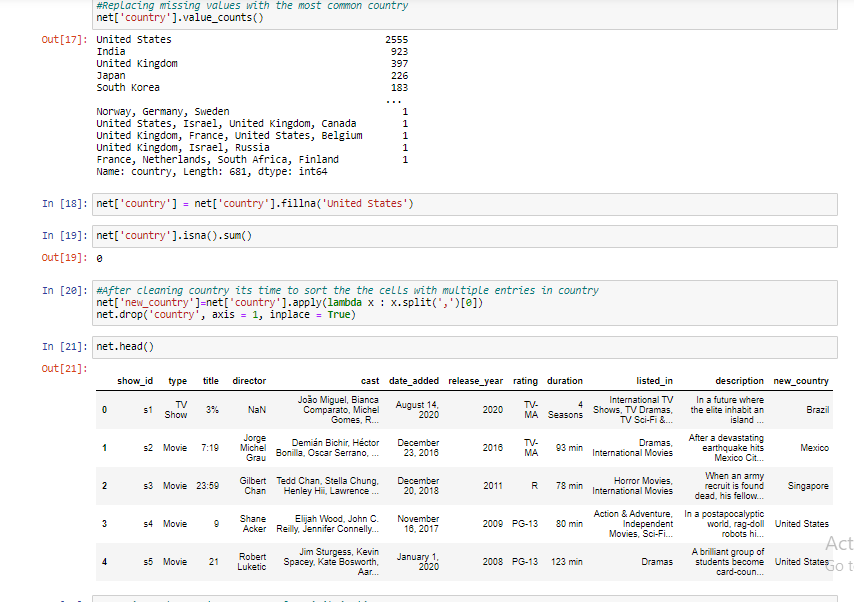 #Replacing missing values with the most common country
net['country'].value_counts()
Out[17]: United States 2555
India 923
United Kingdom 397
Japan 226
South Korea 183
...
Norway, Germany, Sweden 1
United States, Israel, United Kingdom, Canada 1
United Kingdom, France, United States, Belgium 1
United Kingdom, Israel, Russia 1
France, Netherlands, South Africa, Finland 1
Name: country, Length: 681, dtype: int64
In [18]: net['country'] = net['country'].fillna('United States')
In [19]: net['country'].isna().sum()
Out[19]: 0
In [20]: #After cleaning country its time to sort the the cells with multiple entries in country
net['new_country']=net['country'].apply(lambda x : x.split(',')[0])
net.drop('country', axis = 1, inplace = True)
In [21]: net.head()
Out[21]:
show_id type title director cast date_added release_year rating duration listed_in description new_country
0 s1 TV Show 3% NaN João Miguel, Bianca Comparato, Michel Gomes, R... August 14, 2020 2020 TV-MA 4 Seasons International TV Shows, TV Dramas, TV Sci-Fi &... In a future where the elite inhabit an island ... Brazil
1 s2 Movie 7:19 Jorge Michel Grau Demián Bichir, Héctor Bonilla, Oscar Serrano, ... December 23, 2016 2016 TV-MA 93 min Dramas, International Movies After a devastating earthquake hits Mexico Cit... Mexico
2 s3 Movie 23:59 Gilbert Chan Tedd Chan, Stella Chung, Henley Hii, Lawrence ... December 20, 2018 2011 R 78 min Horror Movies, International Movies When an army recruit is found dead, his fellow... Singapore
3 s4 Movie 9 Shane Acker Elijah Wood, John C. Reilly, Jennifer Connelly... November 16, 2017 2009 PG-13 80 min Action & Adventure, Independent Movies, Sci-Fi... In a postapocalyptic world, rag-doll robots hi... United States
4 s5 Movie 21 Robert Luketic Jim Sturgess, Kevin Spacey, Kate Bosworth, Aar... January 1, 2020 2008 PG-13 123 min Dramas A brilliant group of students become card-coun... United States
Act
Go t